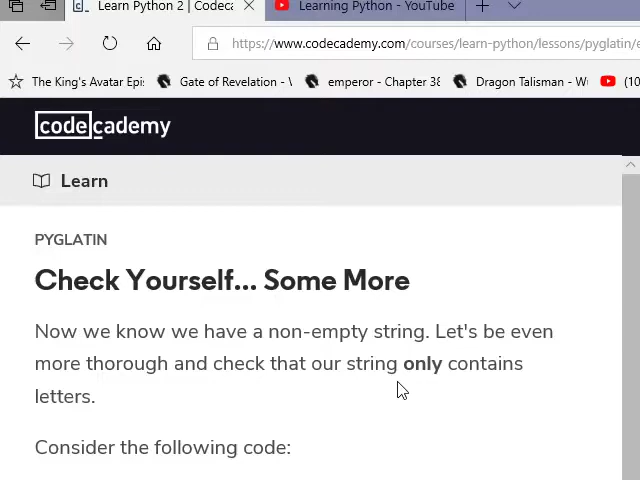 Learn Python 2 | Codeca
Learning Python - YouTube
https://www.codecademy.com/courses/learn-python/lessons/pyglatin/e
The King's Avatar Epi
Gate of Revelation -
emperor - Chapter 38
Dragon Talisman -
(10
codecademy
Learn
PYGLATIN
Check Yourself... Some More
Now we know we have a non-empty string. Let's be even
more thorough and check that our string only contains
letters.
Consider the following code: